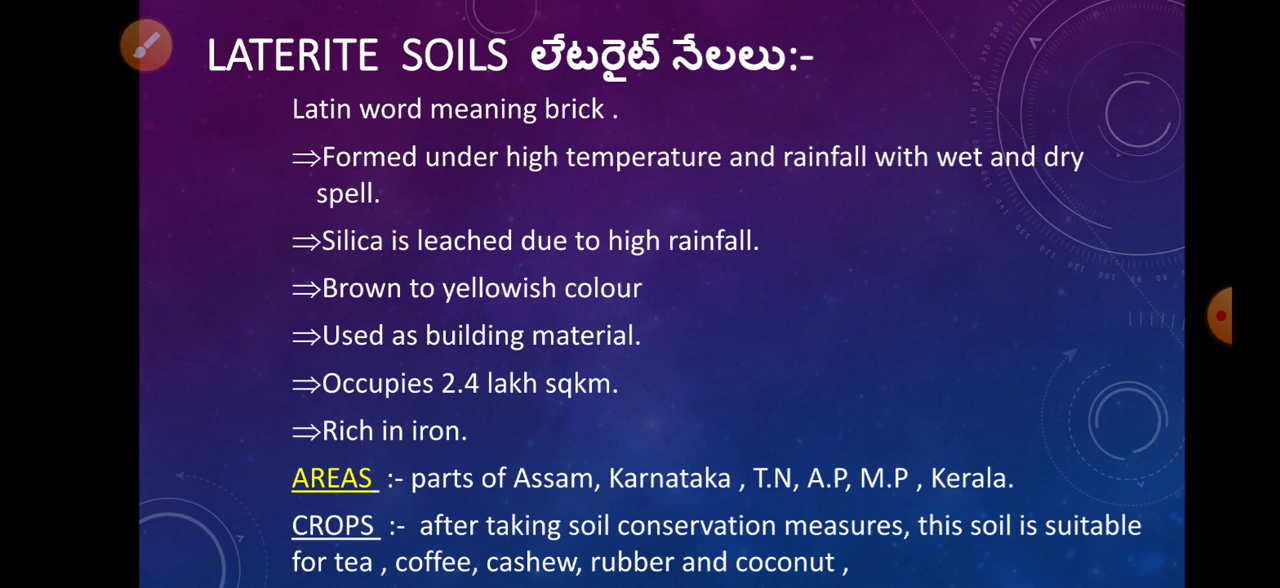 LATERITE SOILS లేటరైట్ నేలలు:-
Latin word meaning brick .
⇒Formed under high temperature and rainfall with wet and dry
spell.
⇒Silica is leached due to high rainfall.
⇒Brown to yellowish colour
⇒Used as building material.
⇒Occupies 2.4 lakh sqkm.
⇒Rich in iron.
AREAS :- parts of Assam, Karnataka , T.N, A.P, M.P , Kerala.
CROPS :- after taking soil conservation measures, this soil is suitable
for tea , coffee, cashew, rubber and coconut ,